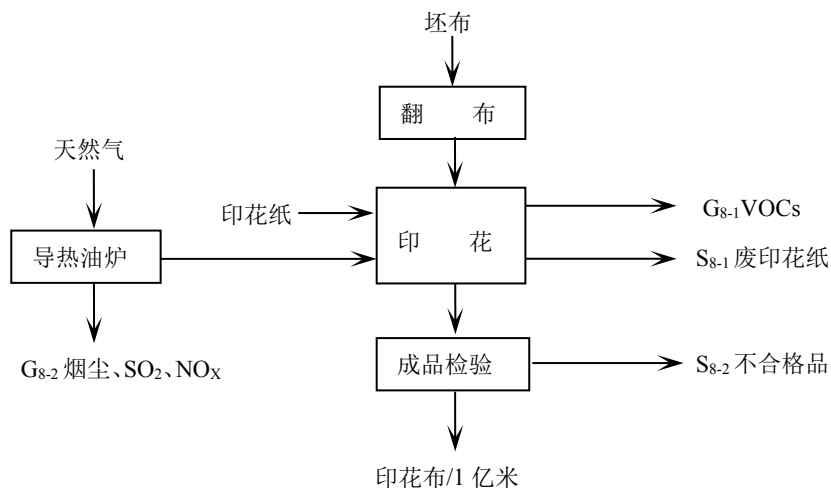 坯布
翻 布
天然气
印花纸
印 花
G8-1VOCs
导热油炉
S8-1废印花纸
G8-2烟尘、SO2、NOX
成品检验
S8-2不合格品
印花布/1亿米